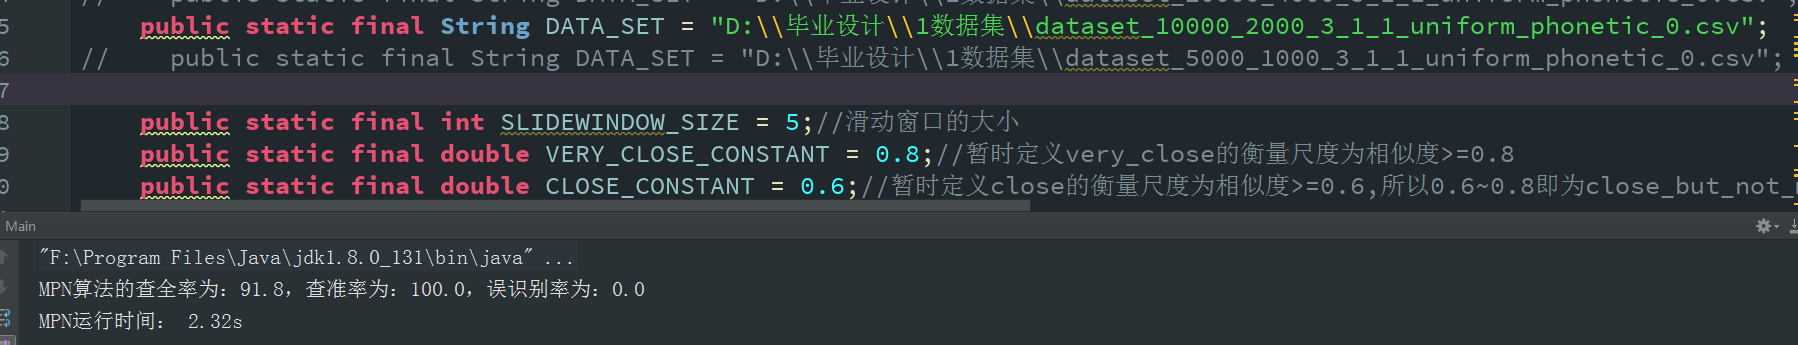 5 public static final String DATA_SET = "D:\\毕业设计\\1数据集\\dataset_10000_2000_3_1_1_uniform_phonetic_0.csv";
6 // public static final String DATA_SET = "D:\\毕业设计\\1数据集\\dataset_5000_1000_3_1_1_uniform_phonetic_0.csv";
7
8 public static final int SLIDEWINDOW_SIZE = 5;//滑动窗口的大小
9 public static final double VERY_CLOSE_CONSTANT = 0.8;//暂时定义very_close的衡量尺度为相似度>=0.8
0 public static final double CLOSE_CONSTANT = 0.6;//暂时定义close的衡量尺度为相似度>=0.6,所以0.6~0.8即为close_but_not_
Main
"F:\Program Files\Java\jdk1.8.0_131\bin\java" ...
MPN算法的查全率为: 91.8, 查准率为: 100.0, 误识别率为: 0.0
MPN运行时间: 2.32s